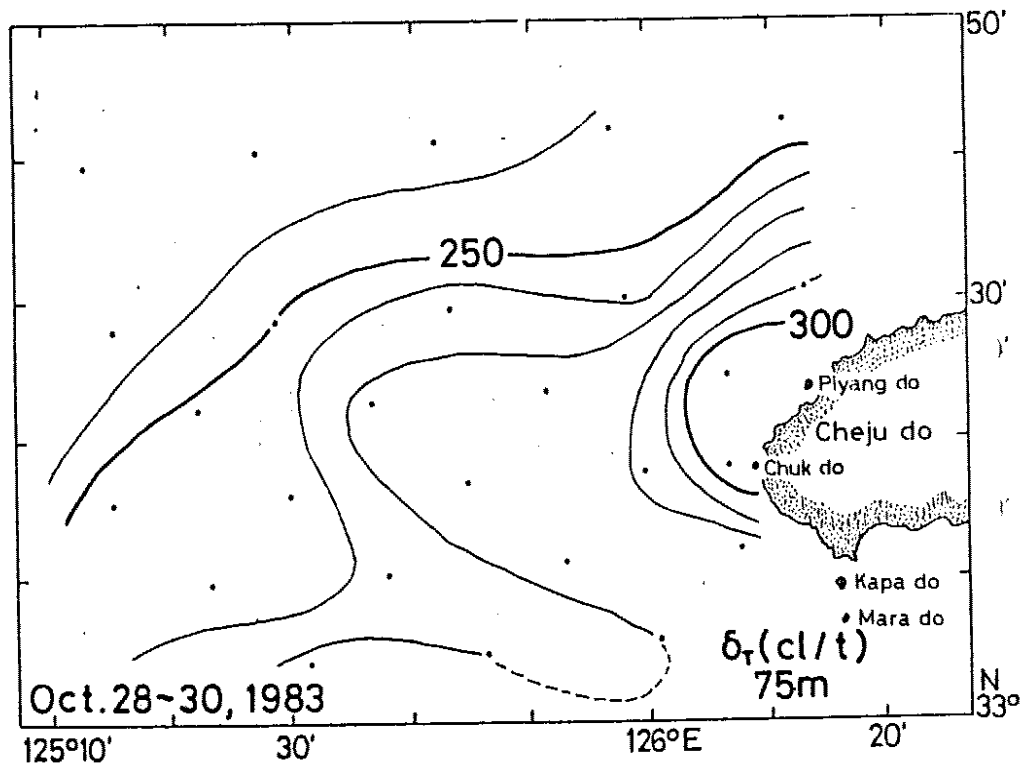 50'
250
30'
300
Piyang do
Cheju do
Chuk do
Kapa do
Mara do
δT(cl/t)
75m
N
Oct.28~30,1983
33°
125°10'
30'
126°E
20'